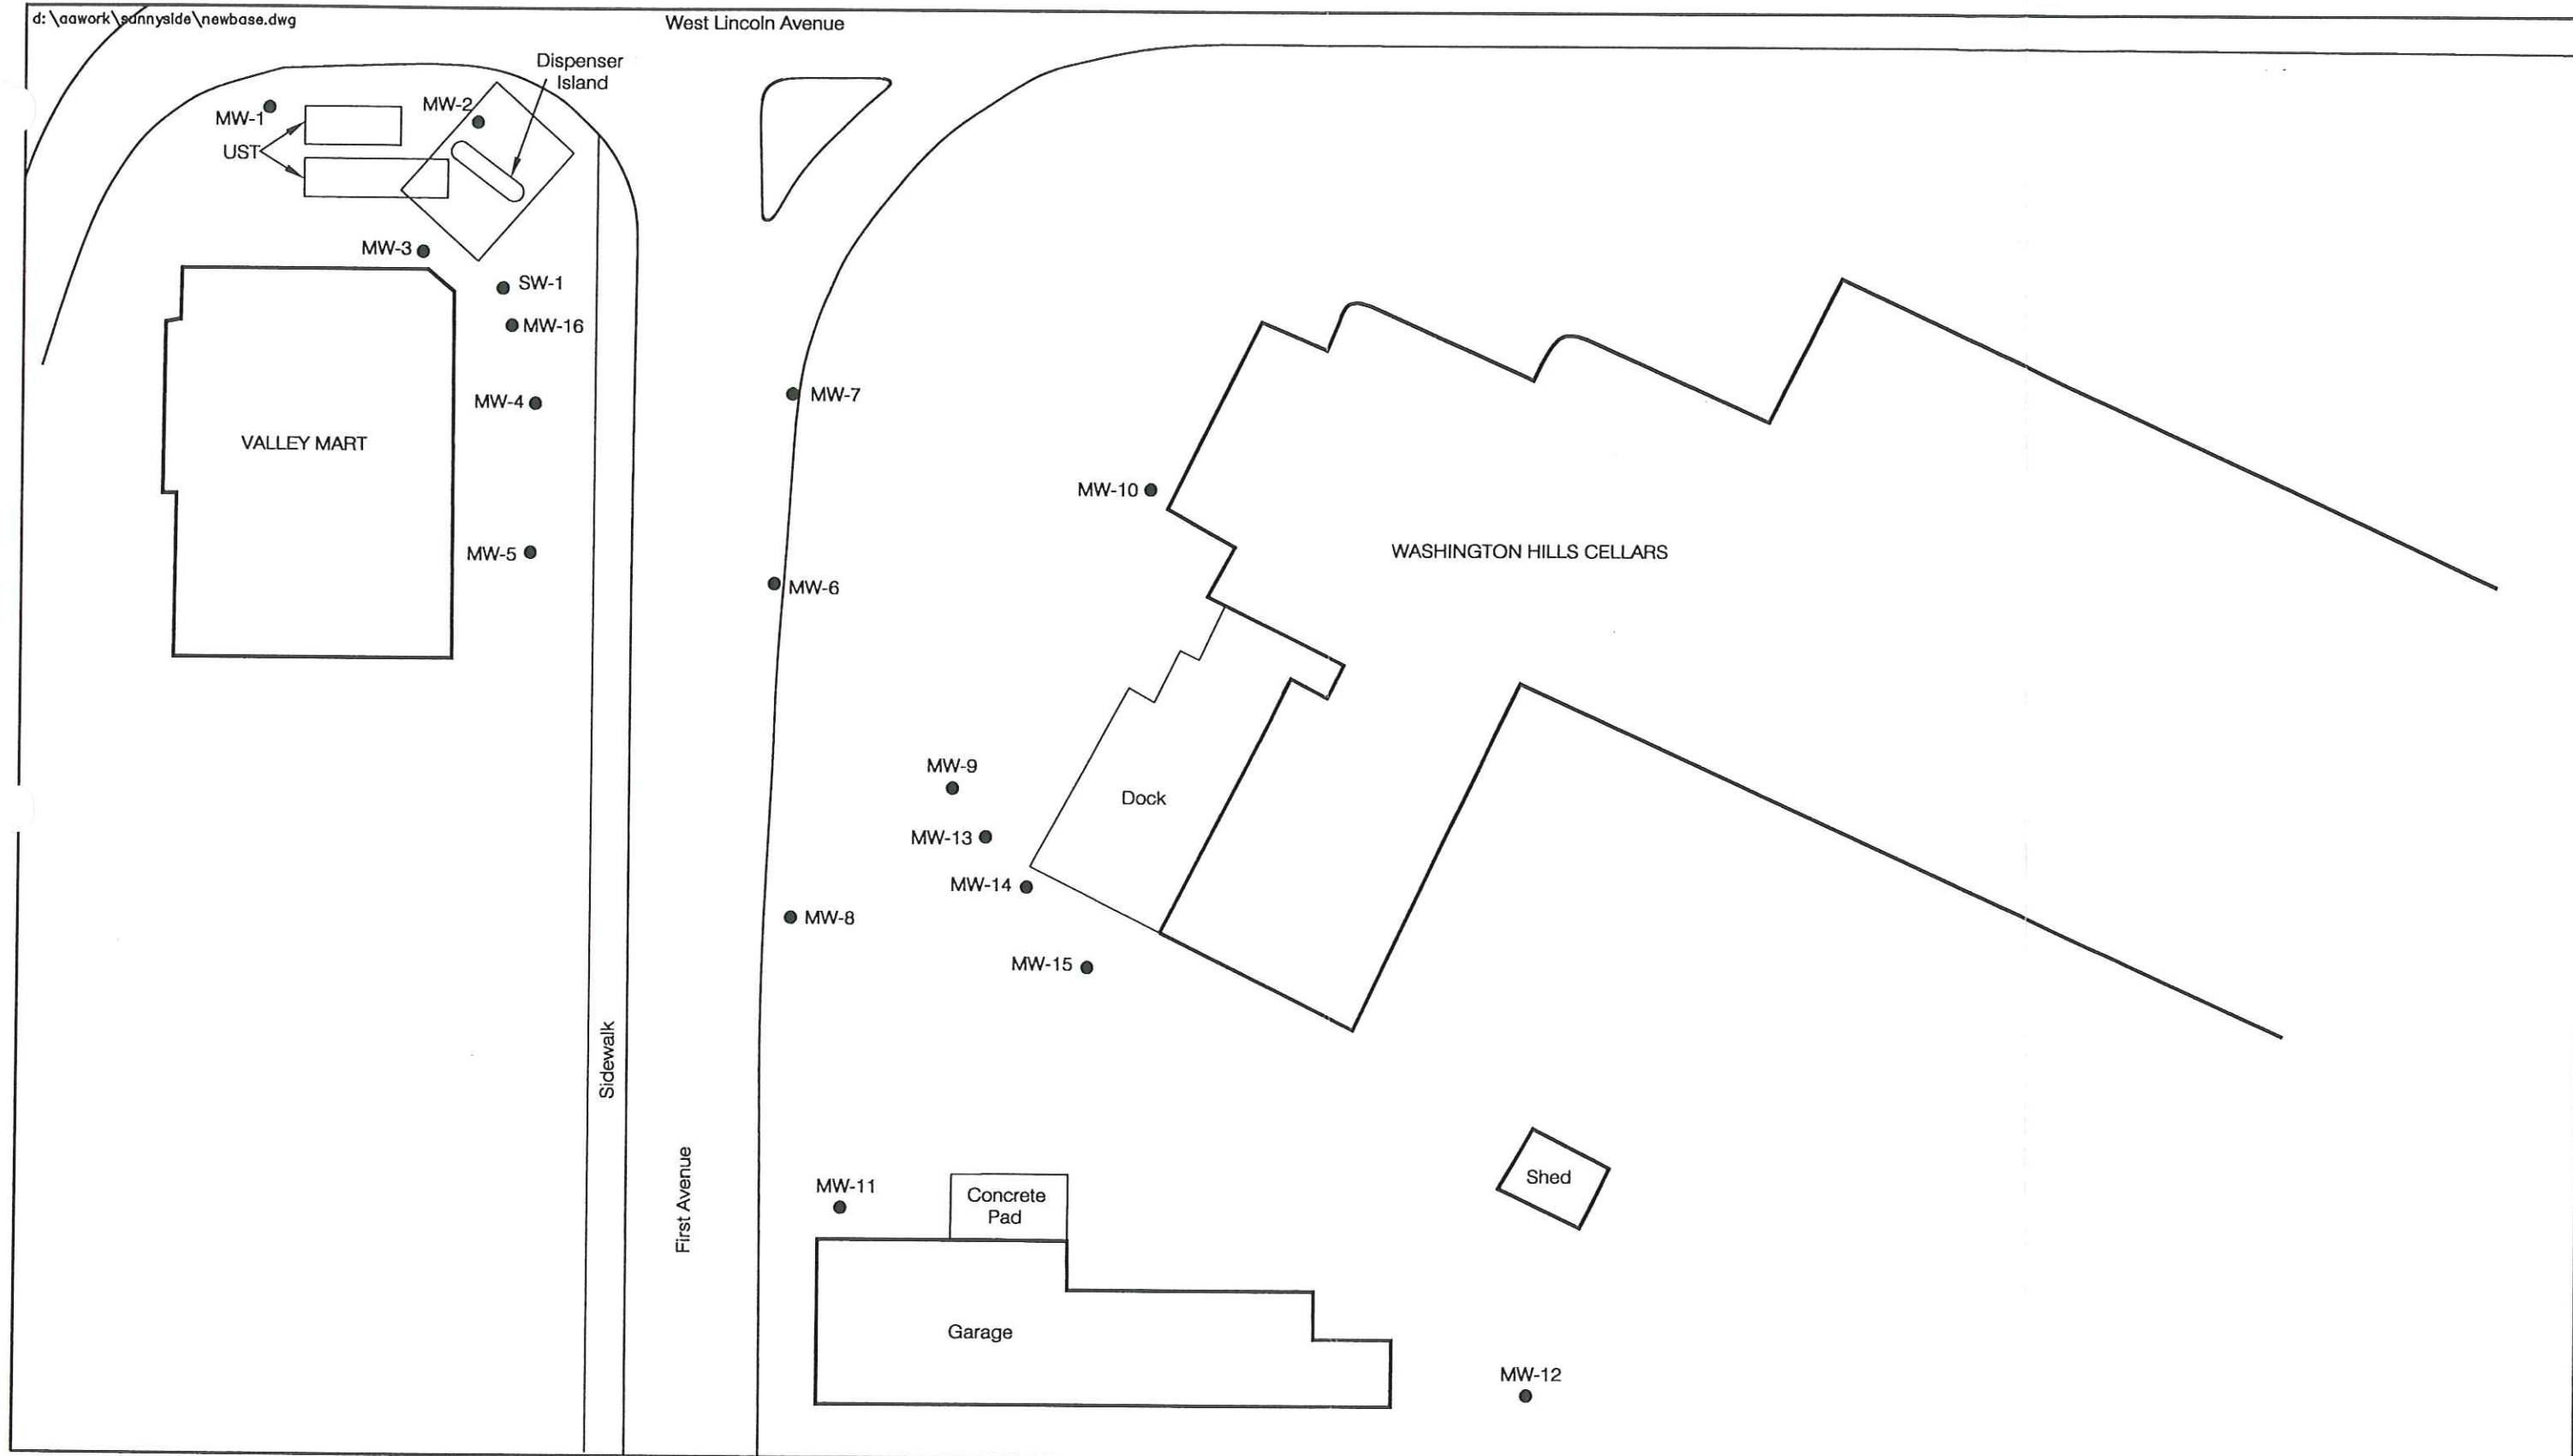 d:\aawork\sunnyside\newbase.dwg
West Lincoln Avenue
Dispenser
Island
MW-1
MW-2
UST
MW-3
SW-1
MW-16
MW-4
MW-7
VALLEY MART
MW-10
MW-5
WASHINGTON HILLS CELLARS
MW-6
MW-9
Dock
MW-13
MW-14
MW-8
MW-15
Sidewalk
First Avenue
MW-11
Concrete
Pad
Shed
Garage
MW-12